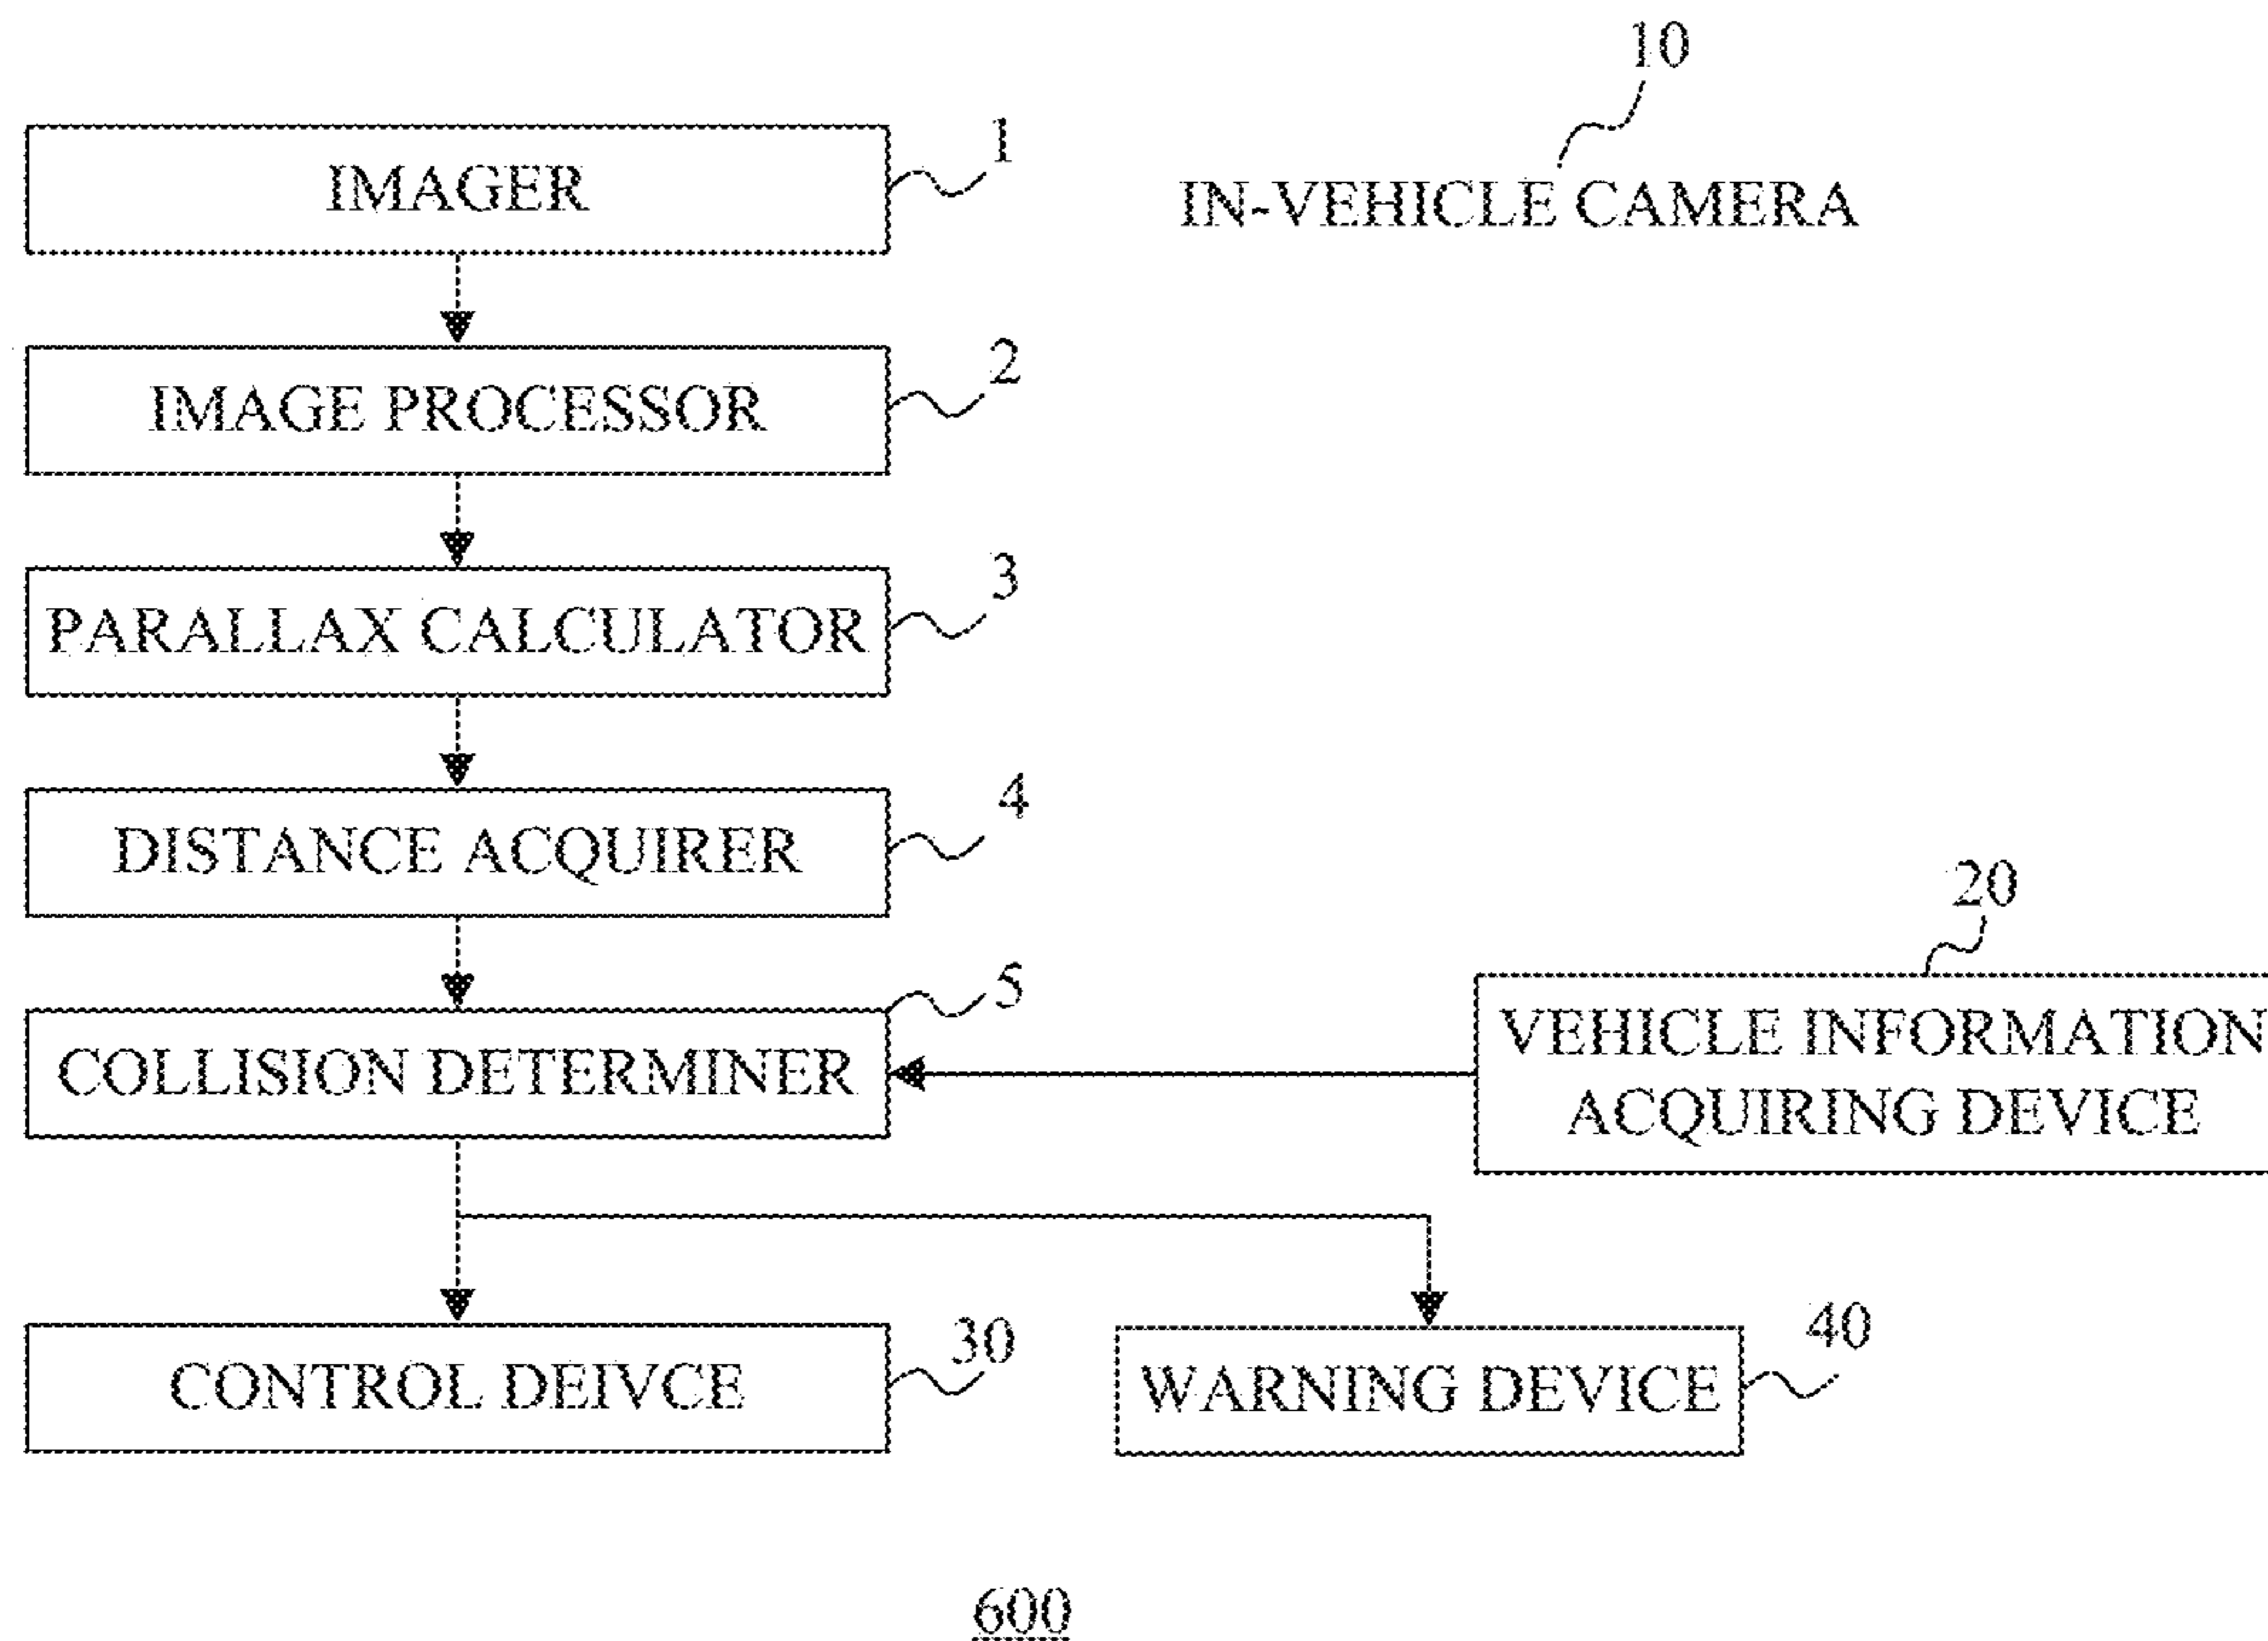 10
IMAGER
1
IN-VEHICLE CAMERA
IMAGE PROCESSOR
2
PARALLAX CALCULATOR
3
DISTANCE ACQUIRER
4
20
COLLISION DETERMINER
5
VEHICLE INFORMATION
ACQUIRING DEVICE
CONTROL DEIVCE
30
WARNING DEVICE
40
600